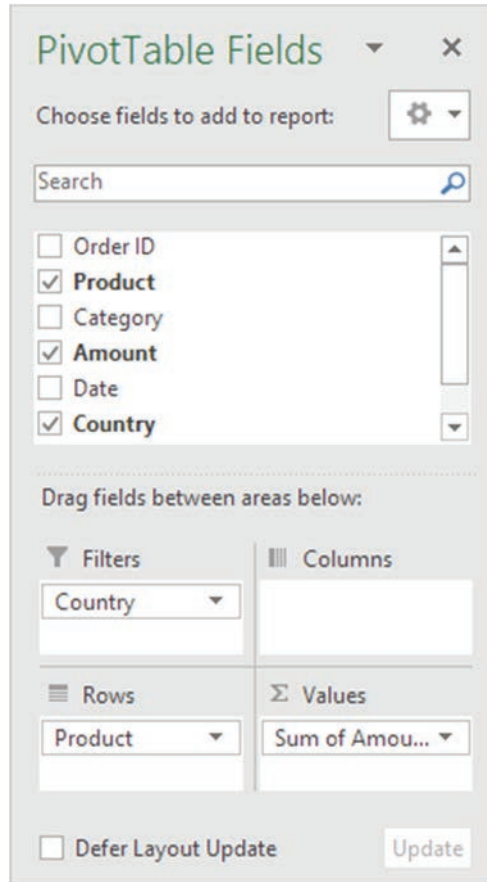 PivotTable Fields
Choose fields to add to report:
Search
Order ID
Product
Category
Amount
Date
Country
Drag fields between areas below:
Filters
Columns
Country
Rows
Σ Values
Product
Sum of Amou...
Defer Layout Update
Update